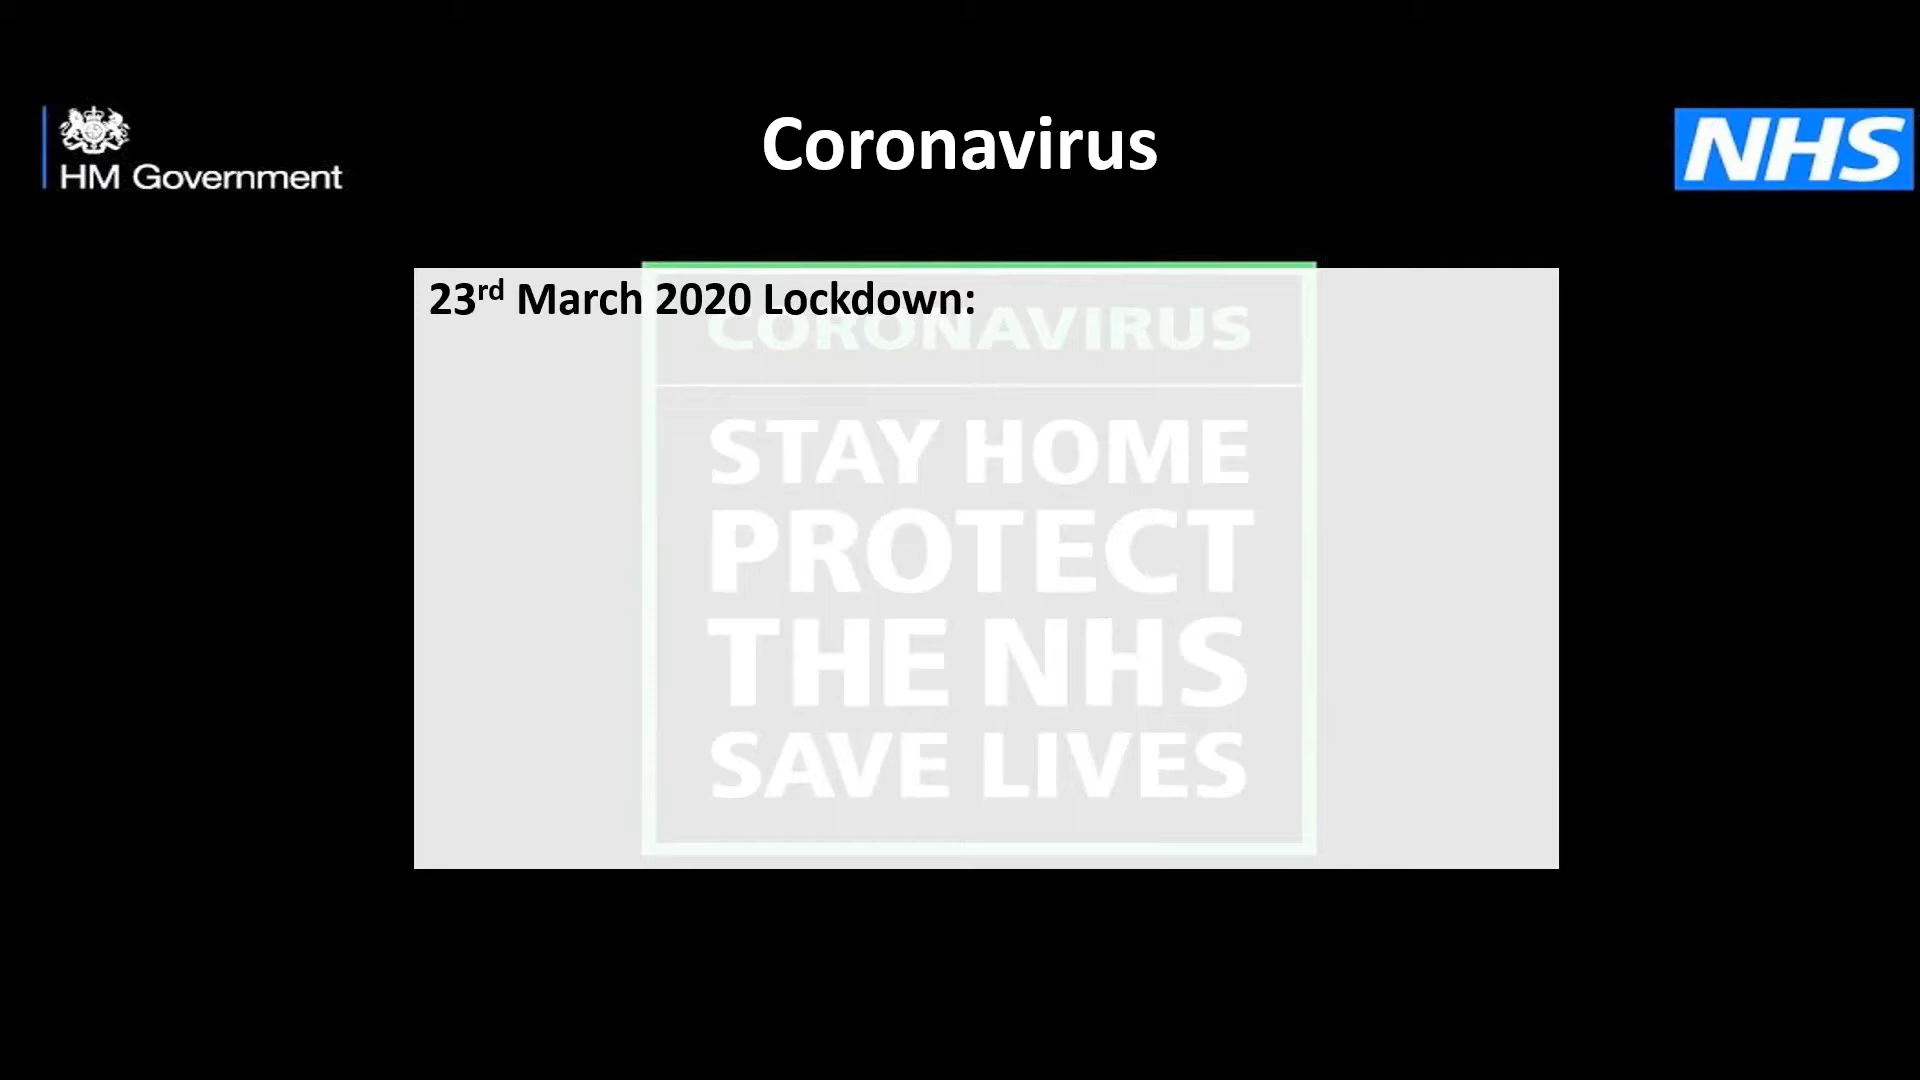 Coronavirus
HM Government
NHS
23rd March 2020 Lockdown:
CORONAVIRUS
STAY HOME
PROTECT
THE NHS
SAVE LIVES